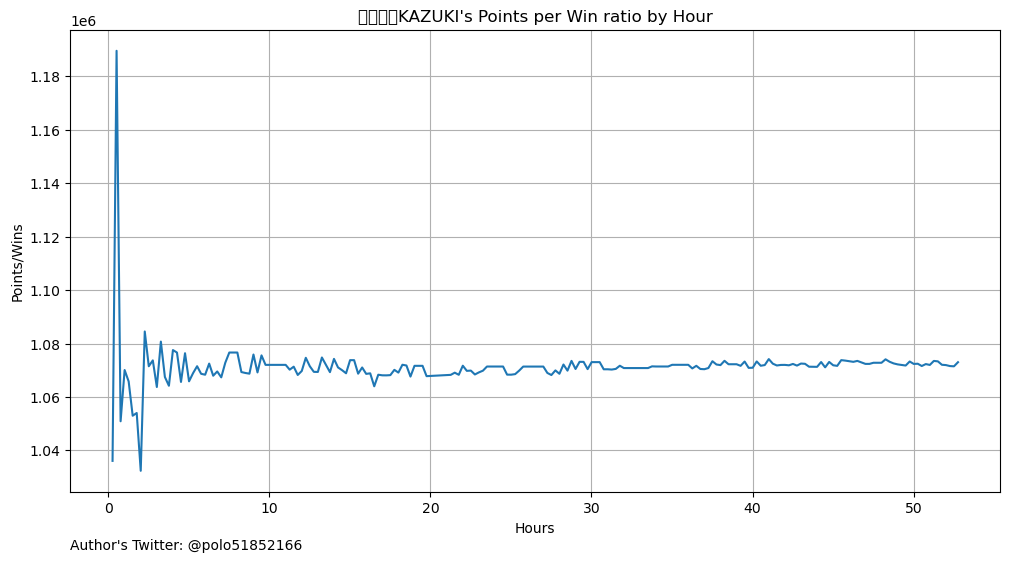 KAZUKI's Points per Win ratio by Hour
1e6
1.18
1.16
1.14
1.12
1.10
1.08
1.06
1.04
Points/Wins
0 10 20 30 40 50
Hours
Author's Twitter: @polo51852166